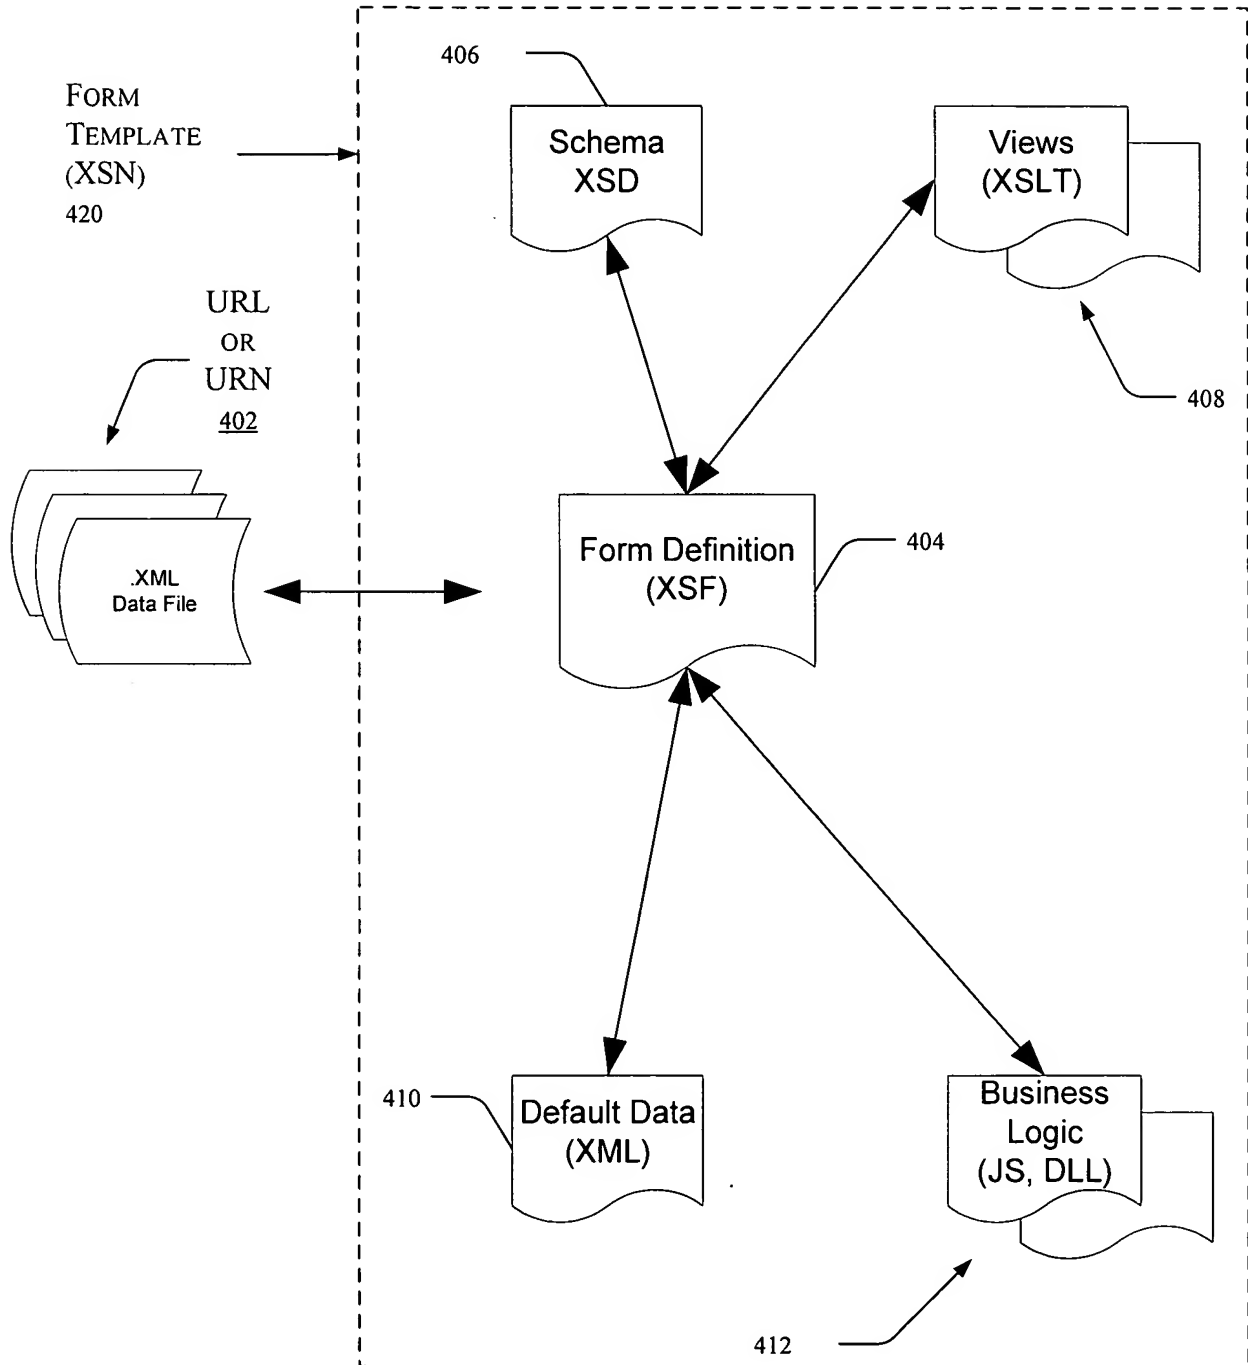 406
FORM
TEMPLATE
(XSN)
420
Schema
XSD
Views
(XSLT)
URL
OR
URN
402
408
.XML
Data File
Form Definition
(XSF)
404
410
Default Data
(XML)
Business
Logic
(JS, DLL)
412